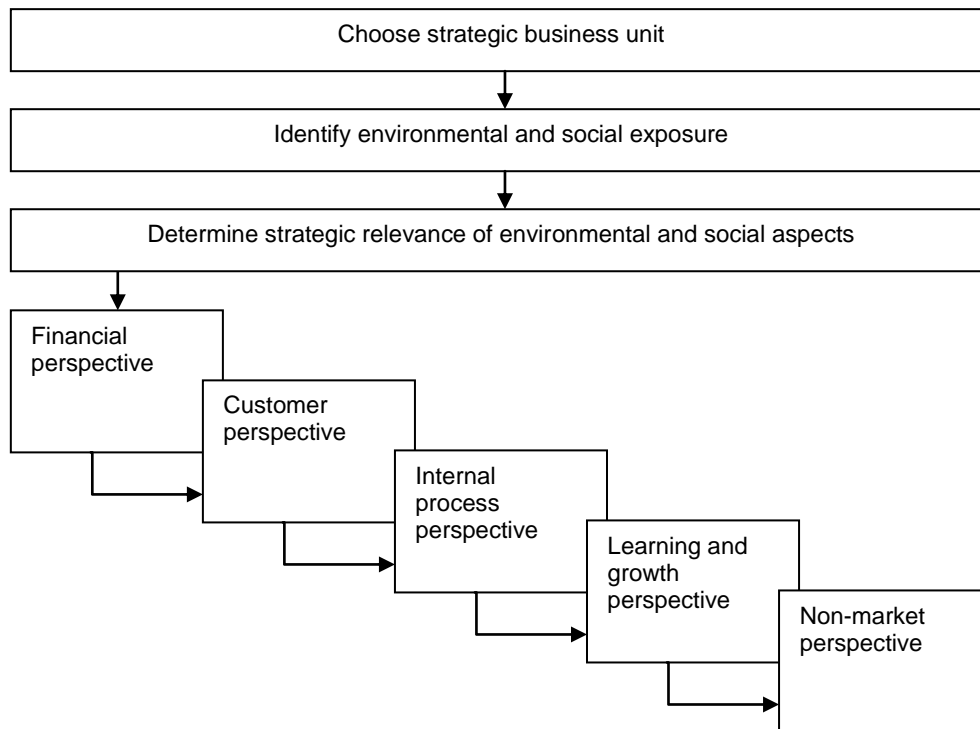 Choose strategic business unit
Identify environmental and social exposure
Determine strategic relevance of environmental and social aspects
Financial
perspective
Customer
perspective
Internal
process
perspective
Learning and
growth
perspective
Non-market
perspective